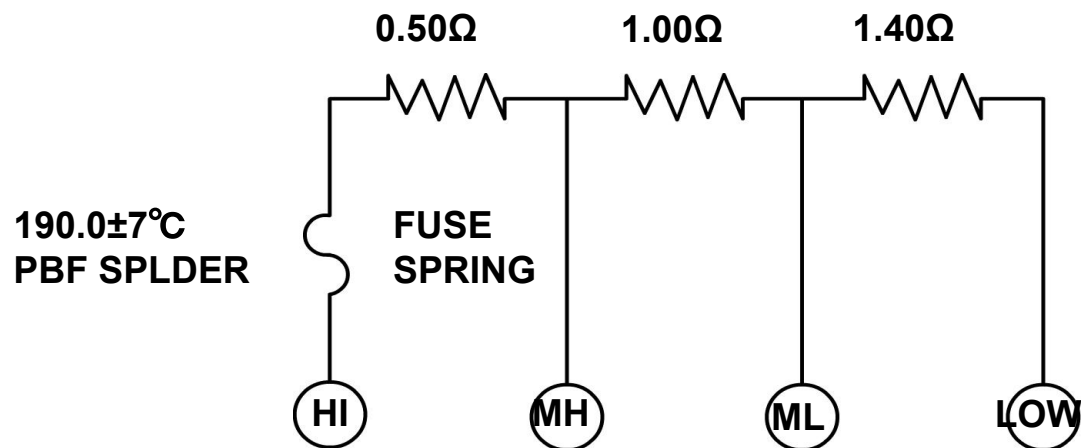 0.50Ω 1.00Ω 1.40Ω
190.0±7℃
PBF SPLDER
FUSE
SPRING
HI MH ML LOW